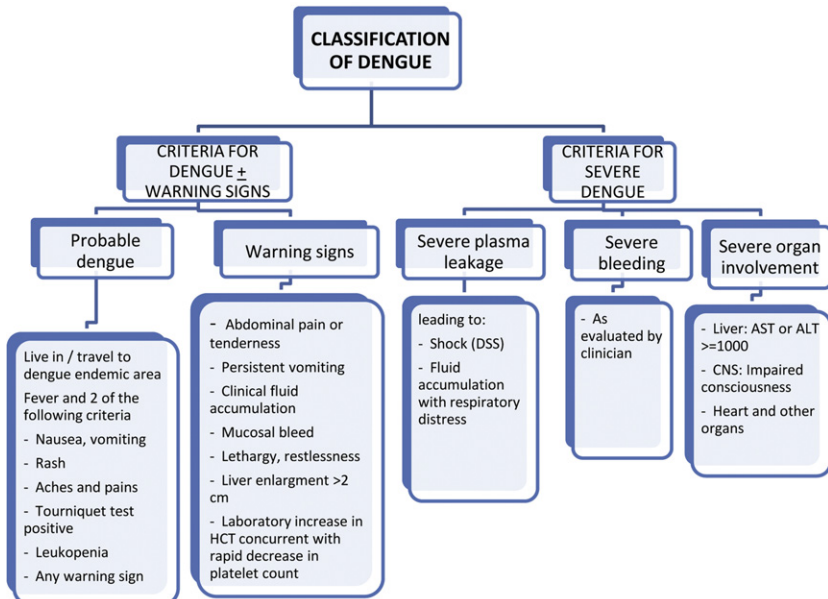 CLASSIFICATION
OF DENGUE
CRITERIA FOR
DENGUE +
WARNING SIGNS
CRITERIA FOR
SEVERE
DENGUE
Probable
dengue
Warning signs
Severe plasma
leakage
Severe
bleeding
Severe organ
involvement
Live in / travel to
dengue endemic area
Fever and 2 of the
following criteria
- Nausea, vomiting
- Rash
- Aches and pains
- Tourniquet test
positive
- Leukopenia
- Any warning sign
- Abdominal pain or
tenderness
- Persistent vomiting
- Clinical fluid
accumulation
- Mucosal bleed
- Lethargy, restlessness
- Liver enlargment >2
cm
- Laboratory increase in
HCT concurrent with
rapid decrease in
platelet count
leading to:
- Shock (DSS)
- Fluid
accumulation
with respiratory
distress
- As
evaluated by
clinician
- Liver: AST or ALT
>=1000
- CNS: Impaired
consciousness
- Heart and other
organs